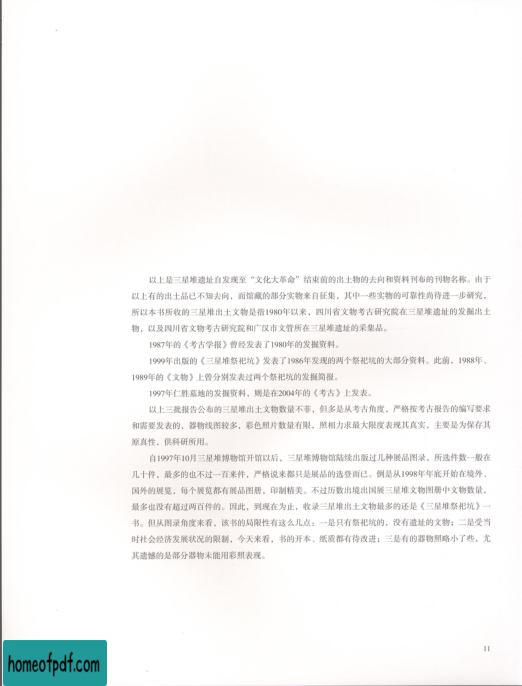 以上是三星堆遗址自发现至“文化大革命”结束前的出土物的去向和资料刊布的刊物名称。由于
以上有的出土品已不知去向，而馆藏的部分实物来自征集，其中一些实物的可靠性尚待进一步研究，
所以本书所收的三星堆出土文物是指1980年以来，四川省文物考古研究院在三星堆遗址的发掘出土
物，以及四川省文物考古研究院和广汉市文管所在三星堆遗址的采集品。
1987年的《考古学报》曾经发表了1980年的发掘资料。
1999年出版的《三星堆祭祀坑》发表了1986年发现的两个祭祀坑的大部分资料。此前，1988年、
1989年的《文物》上曾分别发表过两个祭祀坑的发掘简报。
1997年仁胜墓地的发掘资料，则是在2004年的《考古》上发表。
以上三批报告公布的三星堆出土文物数量不菲，但多是从考古角度，严格按考古报告的编写要求
和需要发表的，器物线图较多，彩色照片数量有限，照相力求最大限度表现其真实，主要是为保存其
原真性，供科研所用。
自1997年10月三星堆博物馆开馆以后，三星堆博物馆陆续出版过几种展品图录，所选件数一般在
几十件，最多的也不过一百来件，严格说来都只是展品的选登而已。倒是从1998年年底开始在境外、
国外的展览，每个展览都有展品图册，印制精美。不过历数出境出国展三星堆文物图册中文物数量，
最多也没有超过两百件的。因此，到现在为止，收录三星堆出土文物最多的还是《三星堆祭祀坑》一
书。但从图录角度来看，该书的局限性有这么几点：一是只有祭祀坑的，没有遗址的文物；二是受当
时社会经济发展状况的限制，今天来看，书的开本、纸质都有待改进；三是有的器物照略小了些，尤
其遗憾的是部分器物未能用彩照表现。
11
homeofpdf.com